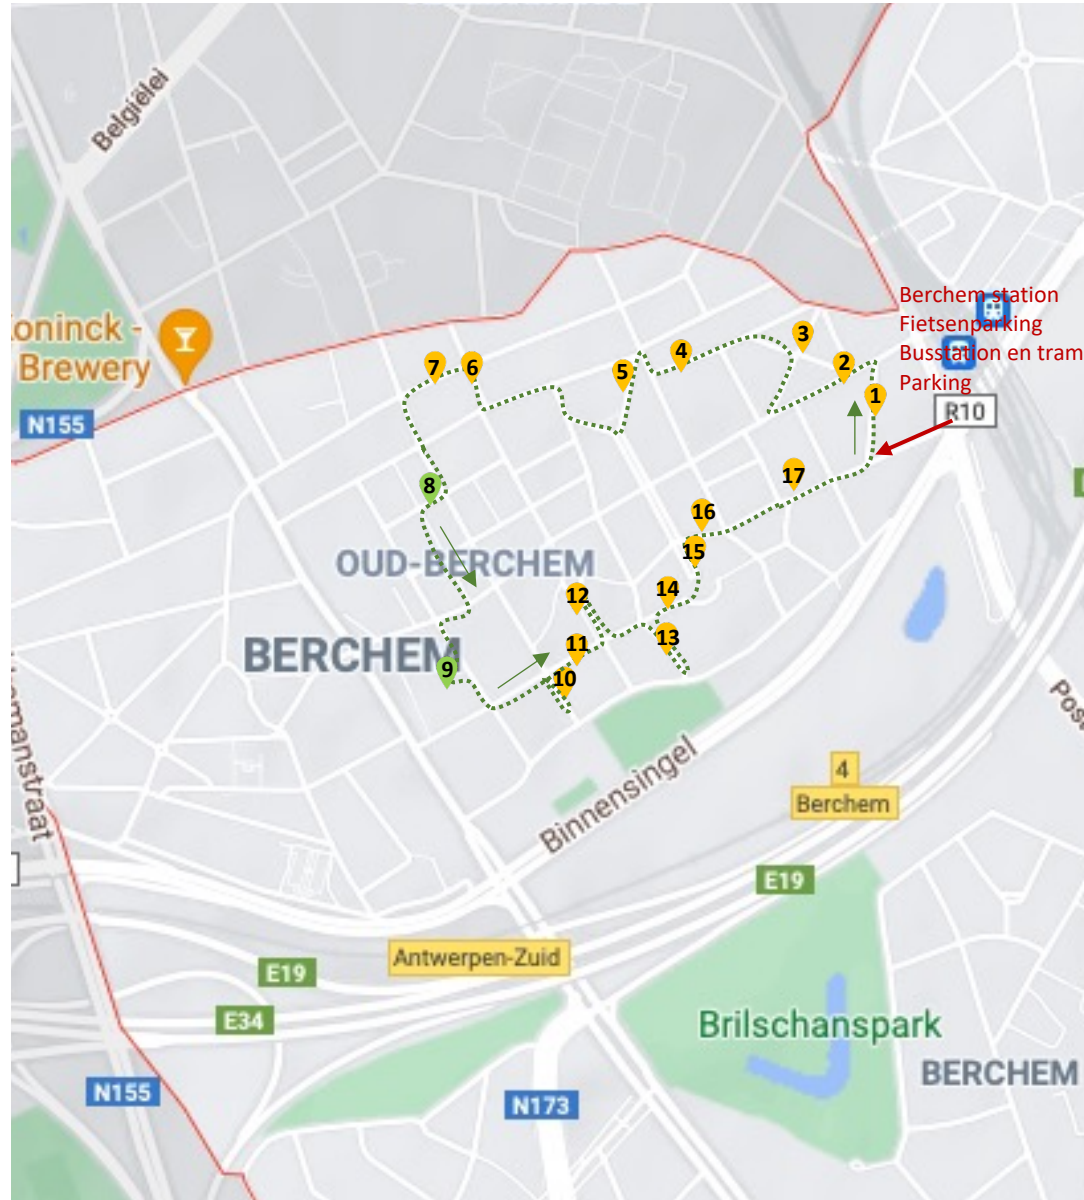 Belgiëlei
oninck -
Brewery
N155
Berchem station
Fietsenparking
Busstation en tram
Parking
R10
3
4
2
7
6
5
1
17
8
16
15
OUD-BERCHEM
12
14
13
BERCHEM
11
9
10
Binnensingel
4
Berchem
E19
Antwerpen-Zuid
E19
E34
Brilschanspark
BERCHEM
N155
N173